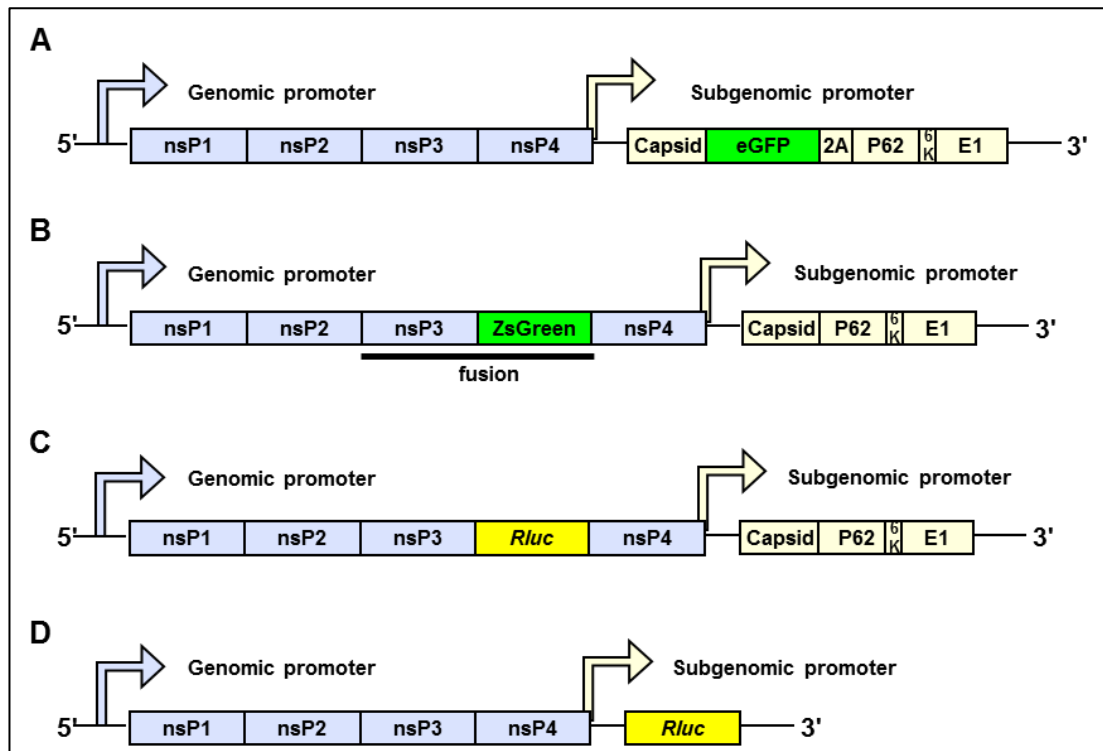 A
Genomic promoter Subgenomic promoter
5' nsP1 nsP2 nsP3 nsP4 Capsid eGFP 2A P62 6K E1 3'
B
Genomic promoter Subgenomic promoter
5' nsP1 nsP2 nsP3 ZsGreen nsP4 Capsid P62 6K E1 3'
fusion
C
Genomic promoter Subgenomic promoter
5' nsP1 nsP2 nsP3 Rluc nsP4 Capsid P62 6K E1 3'
D
Genomic promoter Subgenomic promoter
5' nsP1 nsP2 nsP3 nsP4 Rluc 3'